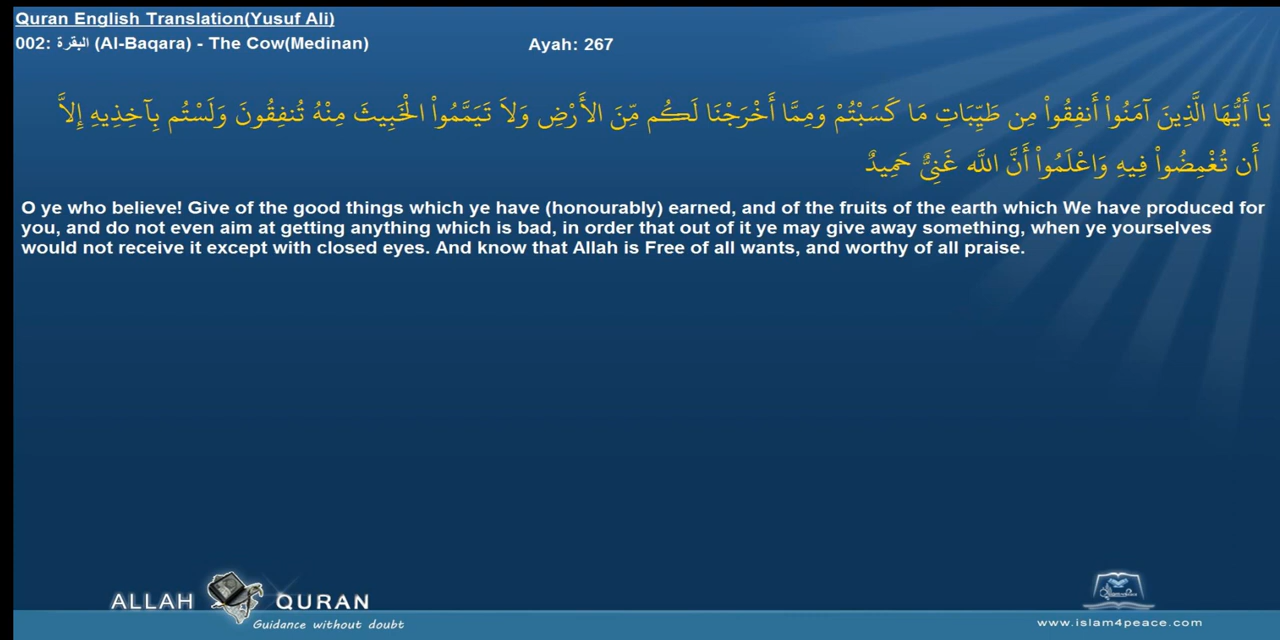 Quran English Translation(Yusuf Ali)
002: البقرة (Al-Baqara) - The Cow(Medinan) Ayah: 267
يَا أَيُّهَا الَّذِينَ آمَنُواْ أَنفِقُواْ مِن طَيِّبَاتِ مَا كَسَبْتُمْ وَمِمَّا أَخْرَجْنَا لَكُم مِّنَ الأَرْضِ وَلاَ تَيَمَّمُواْ الْخَبِيثَ مِنْهُ تُنفِقُونَ وَلَسْتُم بِآخِذِيهِ إِلاَّ
أَن تُغْمِضُواْ فِيهِ وَاعْلَمُواْ أَنَّ اللّهَ غَنِيٌّ حَمِيدٌ
O ye who believe! Give of the good things which ye have (honourably) earned, and of the fruits of the earth which We have produced for
you, and do not even aim at getting anything which is bad, in order that out of it ye may give away something, when ye yourselves
would not receive it except with closed eyes. And know that Allah is Free of all wants, and worthy of all praise.
ALLAH QURAN
Guidance without doubt
www.islam4peace.com